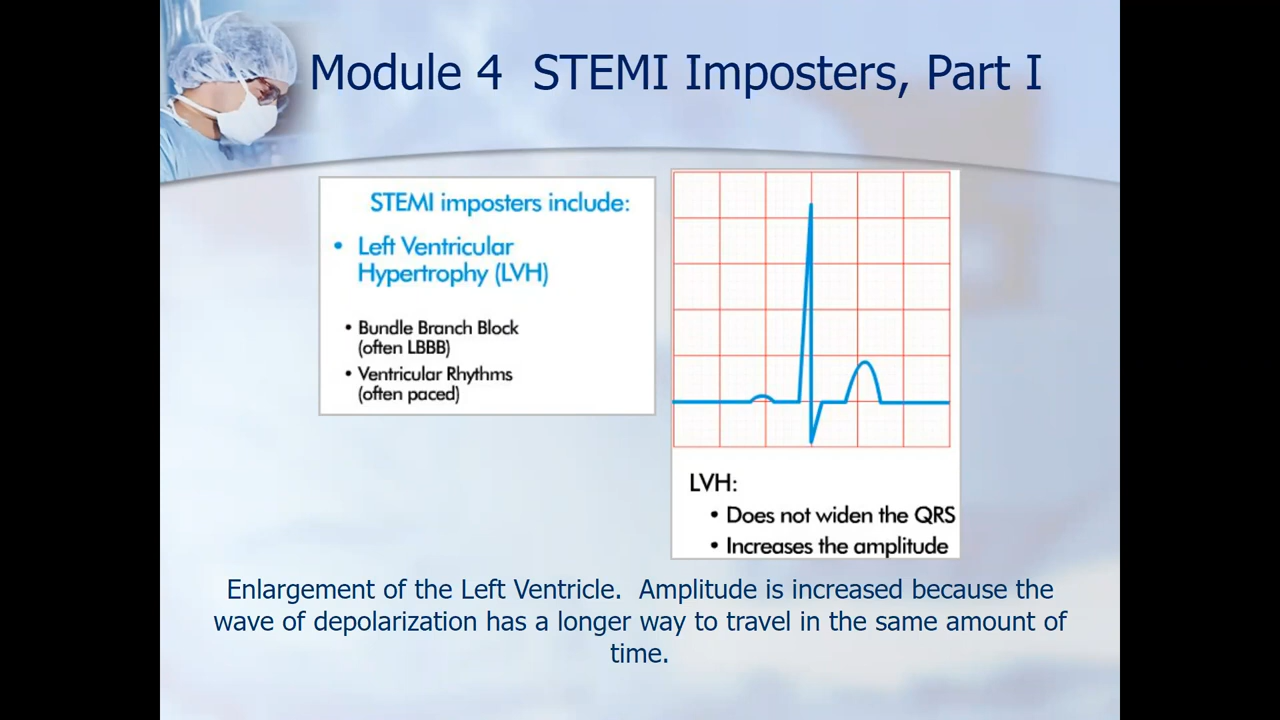 Module 4  STEMI Imposters, Part I
STEMI imposters include:
• Left Ventricular
Hypertrophy (LVH)
• Bundle Branch Block
(often LBBB)
• Ventricular Rhythms
(often paced)
LVH:
• Does not widen the QRS
• Increases the amplitude
Enlargement of the Left Ventricle.  Amplitude is increased because the
wave of depolarization has a longer way to travel in the same amount of
time.